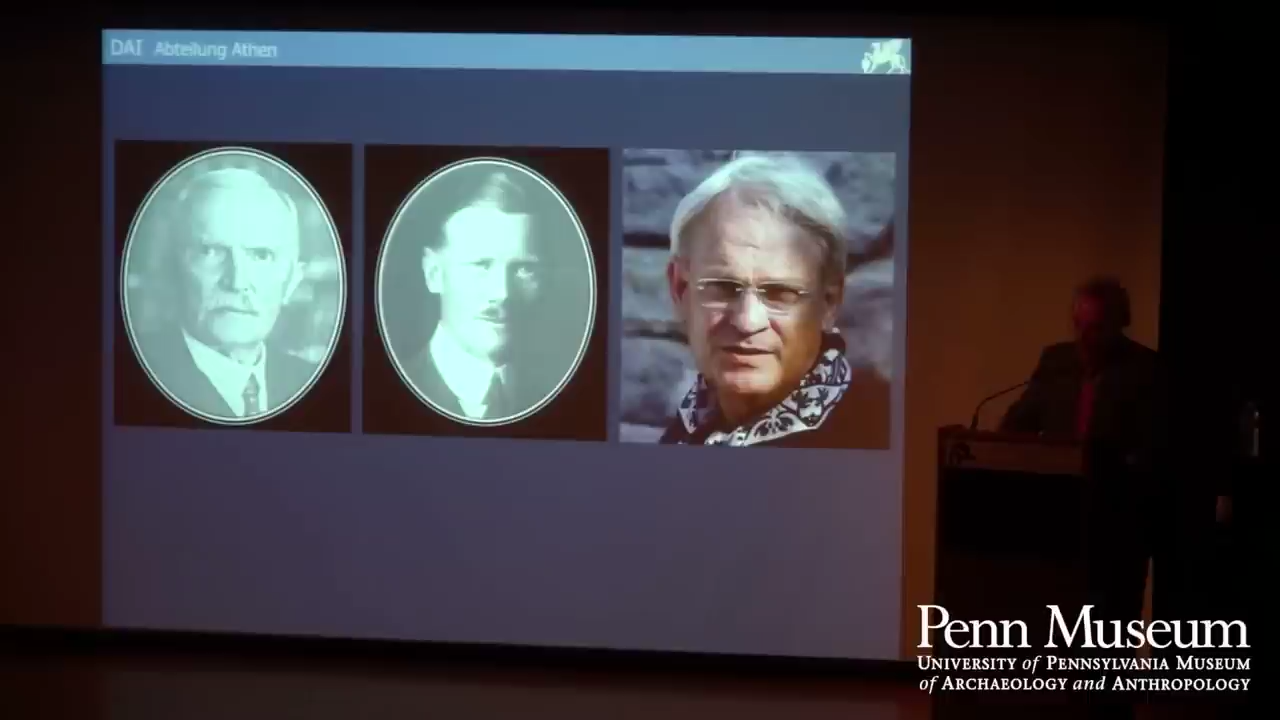 DAI Abteilung Athen
Penn Museum
UNIVERSITY of PENNSYLVANIA MUSEUM
of ARCHAEOLOGY and ANTHROPOLOGY